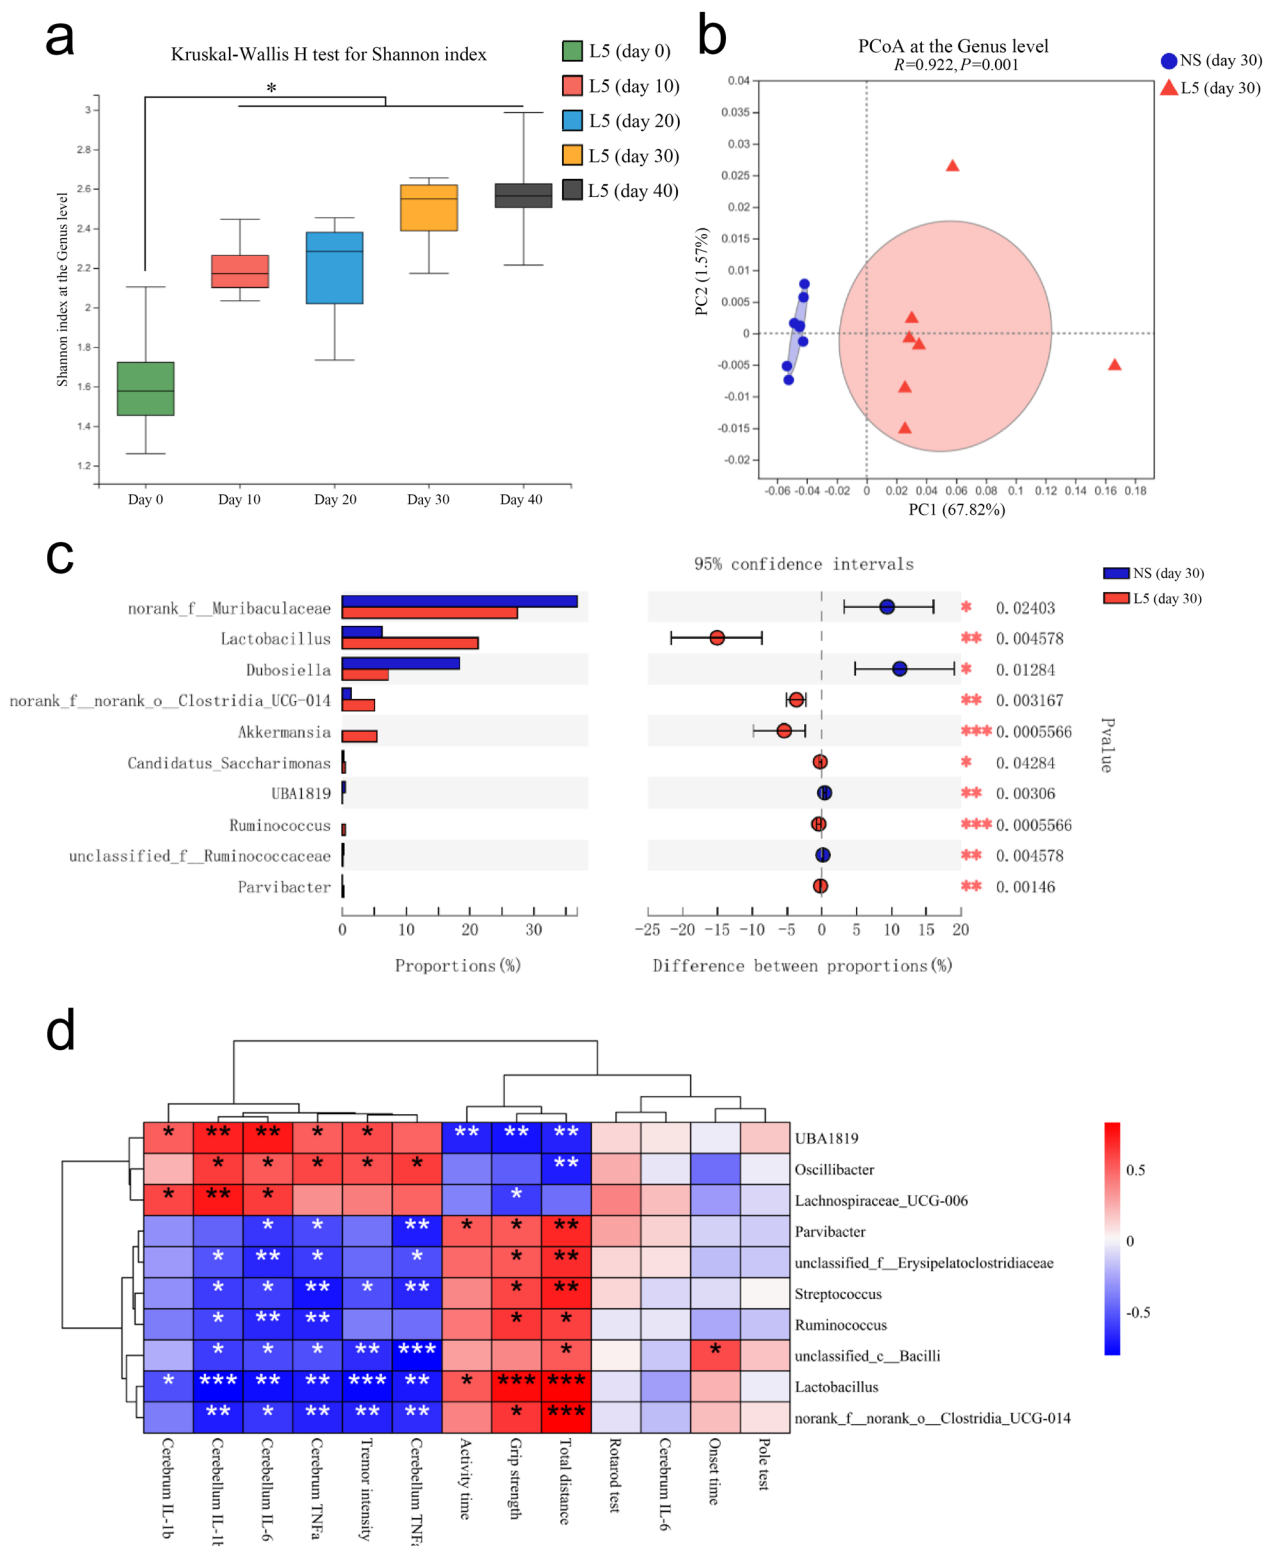 a
Kruskal-Wallis H test for Shannon index
*
Shannon index at the Genus level
3
2.8
2.6
2.4
2.2
2
1.8
1.6
1.4
1.2
Day 0 Day 10 Day 20 Day 30 Day 40
L5 (day 0)
L5 (day 10)
L5 (day 20)
L5 (day 30)
L5 (day 40)
b
PCoA at the Genus level
R=0.922, P=0.001
NS (day 30)
L5 (day 30)
PC2 (1.57%)
0.04
0.035
0.03
0.025
0.02
0.015
0.01
0.005
0
-0.005
-0.01
-0.015
-0.02
-0.06 -0.04 -0.02 0 0.02 0.04 0.06 0.08 0.1 0.12 0.14 0.16 0.18
PC1 (67.82%)
c
95% confidence intervals
NS (day 30)
L5 (day 30)
norank_f__Muribaculaceae * 0.02403
Lactobacillus ** 0.004578
Dubosiella * 0.01284
norank_f__norank_o__Clostridia_UCG-014 ** 0.003167
Akkermansia *** 0.0005566
Candidatus_Saccharimonas * 0.04284
UBA1819 ** 0.00306
Ruminococcus *** 0.0005566
unclassified_f__Ruminococcaceae ** 0.004578
Parvibacter ** 0.00146
Pvalue
0 10 20 30
-25 -20 -15 -10 -5 0 5 10 15 20
Proportions(%)
Difference between proportions(%)
d
* ** ** * * ** ** ** UBA1819
* * * * * ** Oscillibacter
* ** * * Lachnospiraceae_UCG-006
* * ** * * ** Parvibacter
* ** * * * ** unclassified_f__Erysipelatoclostridiaceae
* * ** * ** * ** Streptococcus
* ** ** * * Ruminococcus
* * * ** *** * * unclassified_c__Bacilli
* *** ** ** *** ** * *** *** Lactobacillus
** * ** ** ** * *** norank_f__norank_o__Clostridia_UCG-014
Cerebrum IL-1b
Cerebellum IL-1b
Cerebellum IL-6
Cerebrum TNFa
Tremor intensity
Cerebellum TNFa
Activity time
Grip strength
Total distance
Rotarod test
Cerebrum IL-6
Onset time
Pole test
0.5
0
-0.5